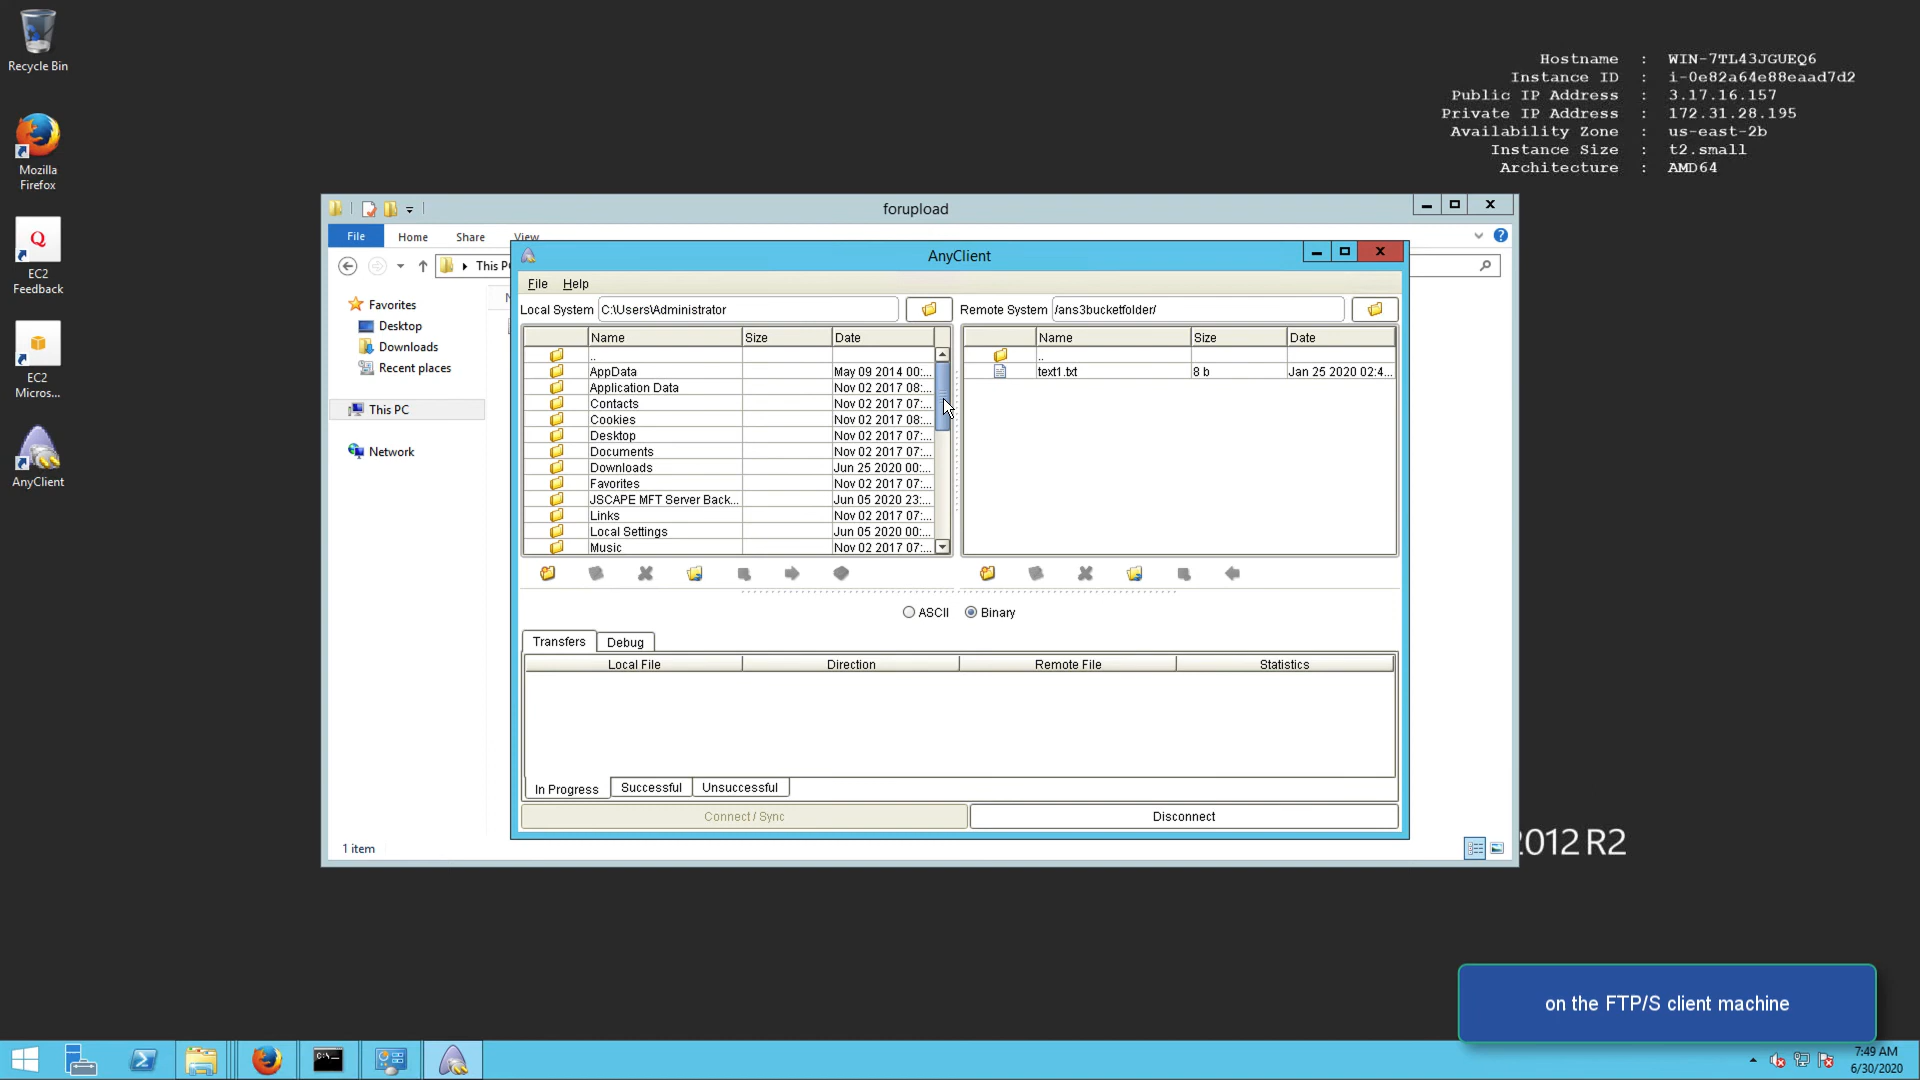 Recycle Bin
Mozilla
Firefox
EC2
Feedback
EC2
Micros...
AnyClient
Hostname : WIN-7TL43JGUEQ6
Instance ID : i-0e82a64e88eaad7d2
Public IP Address : 3.17.16.157
Private IP Address : 172.31.28.195
Availability Zone : us-east-2b
Instance Size : t2.small
Architecture : AMD64
forupload
File Home Share View
This P
Favorites
Desktop
Downloads
Recent places
This PC
Network
1 item
AnyClient
File Help
Local System C:\Users\Administrator
Remote System /ans3bucketfolder/
Name Size Date
..
AppData May 09 2014 00:...
Application Data Nov 02 2017 08:...
Contacts Nov 02 2017 07:...
Cookies Nov 02 2017 08:...
Desktop Nov 02 2017 07:...
Documents Nov 02 2017 07:...
Downloads Jun 25 2020 00:...
Favorites Nov 02 2017 07:...
JSCAPE MFT Server Back... Jun 05 2020 23:...
Links Nov 02 2017 07:...
Local Settings Jun 05 2020 00:...
Music Nov 02 2017 07:...
Name Size Date
..
text1.txt 8 b Jan 25 2020 02:4...
ASCII Binary
Transfers Debug
Local File Direction Remote File Statistics
In Progress Successful Unsuccessful
Connect / Sync Disconnect
2012 R2
on the FTP/S client machine
7:49 AM
6/30/2020